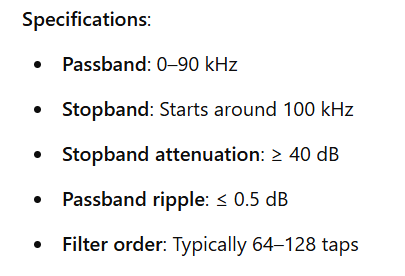 Specifications:
• Passband: 0–90 kHz
• Stopband: Starts around 100 kHz
• Stopband attenuation: ≥ 40 dB
• Passband ripple: ≤ 0.5 dB
• Filter order: Typically 64–128 taps